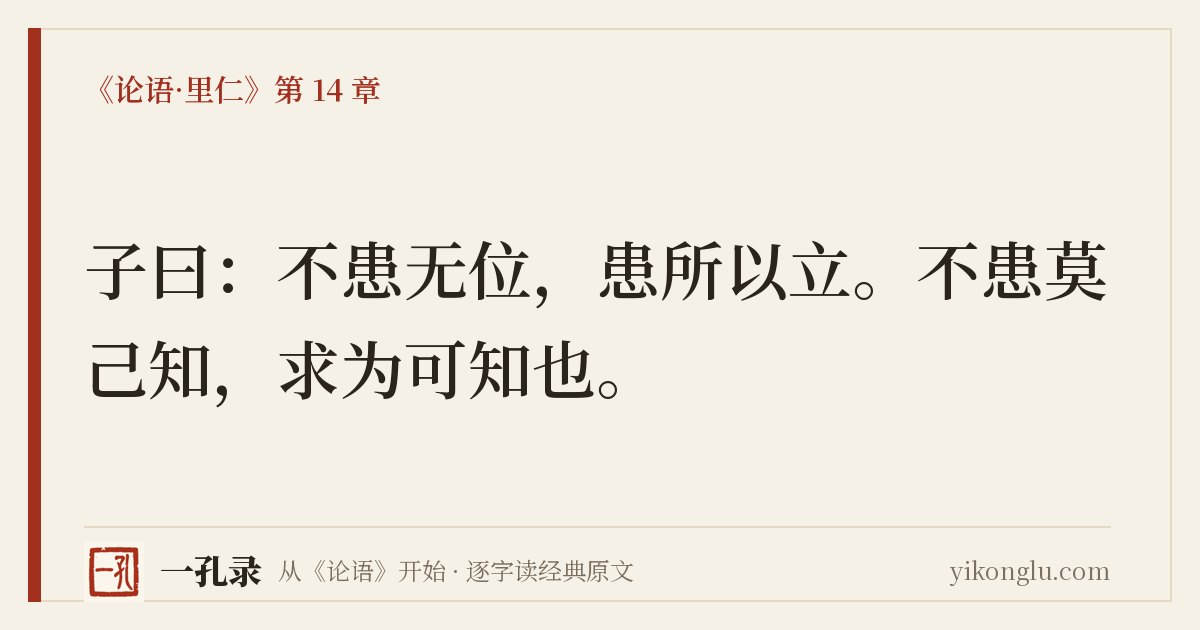 《论语·里仁》第 14 章
子曰：不患无位，患所以立。不患莫
己知，求为可知也。
一孔
一孔录 从《论语》开始 · 逐字读经典原文 yikonglu.com